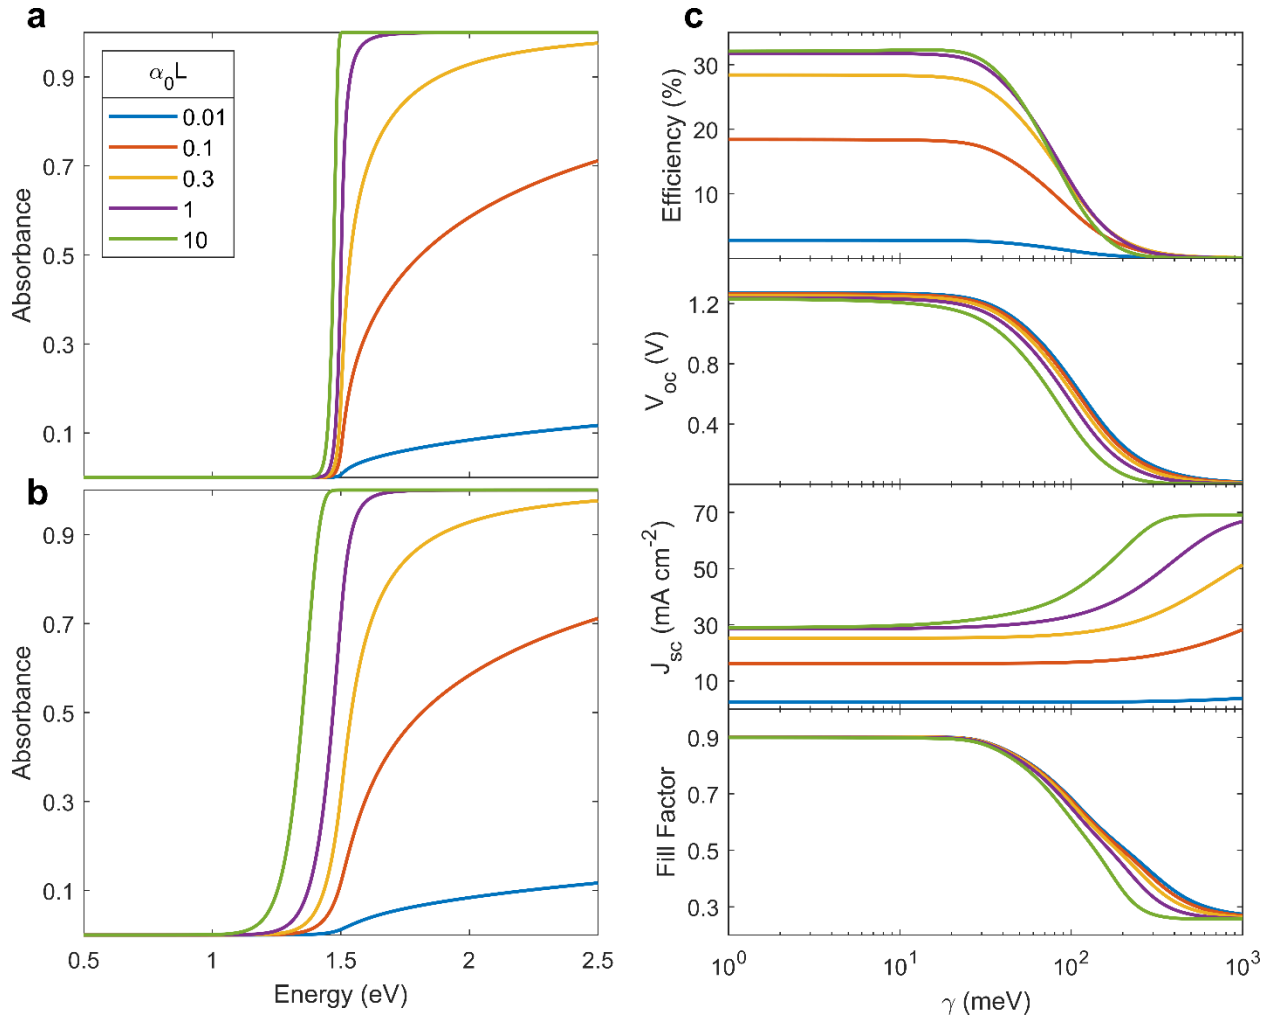 a
α₀L
0.01
0.1
0.3
1
10
0.9
0.7
0.5
0.3
0.1
Absorbance
b
0.9
0.7
0.5
0.3
0.1
Absorbance
0.5 1 1.5 2 2.5
Energy (eV)
c
30
20
10
Efficiency (%)
1.2
0.8
0.4
V_oc (V)
70
50
30
10
J_sc (mA cm⁻²)
0.9
0.7
0.5
0.3
Fill Factor
10⁰ 10¹ 10² 10³
γ (meV)